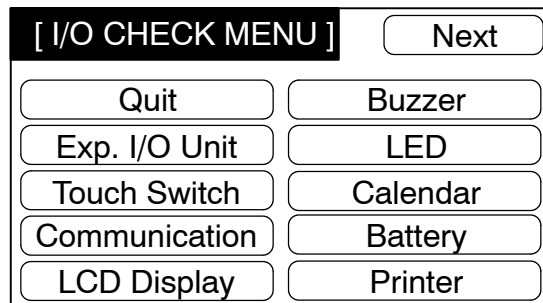 [ I/O CHECK MENU ] Next
Quit Buzzer
Exp. I/O Unit LED
Touch Switch Calendar
Communication Battery
LCD Display Printer